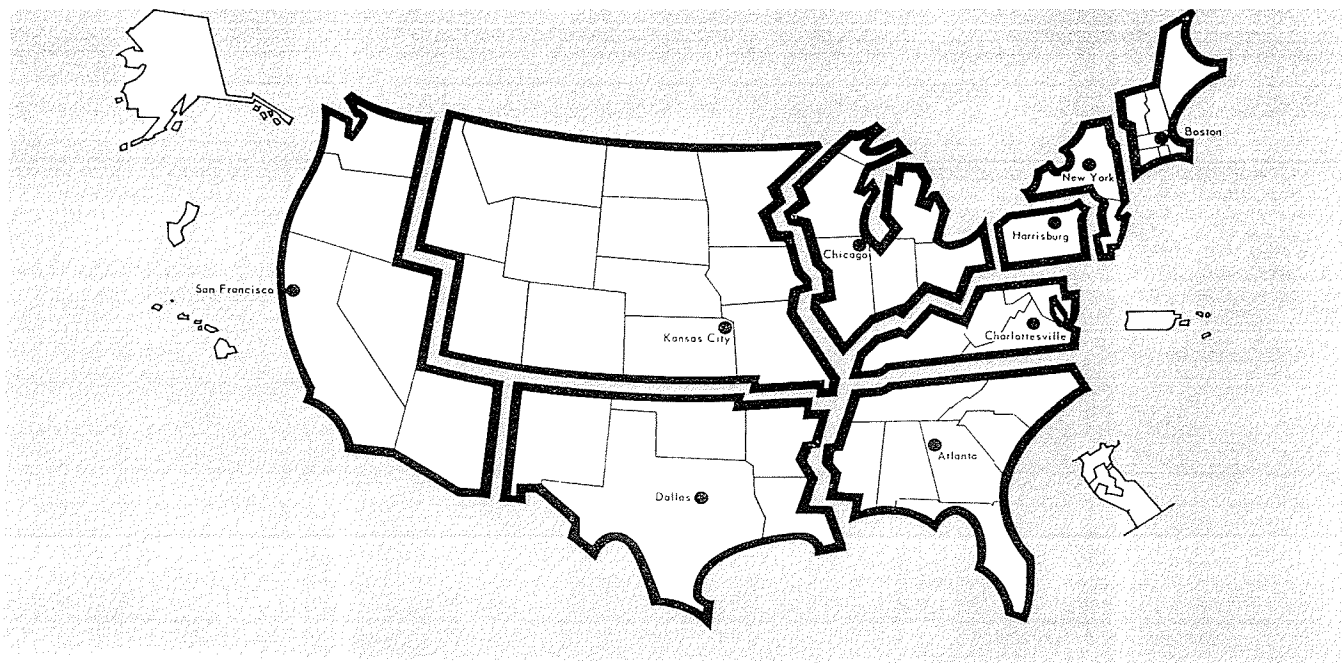 Boston
New York
Harrisburg
Chicago
San Francisco
Charlottesville
Kansas City
Atlanta
Dallas